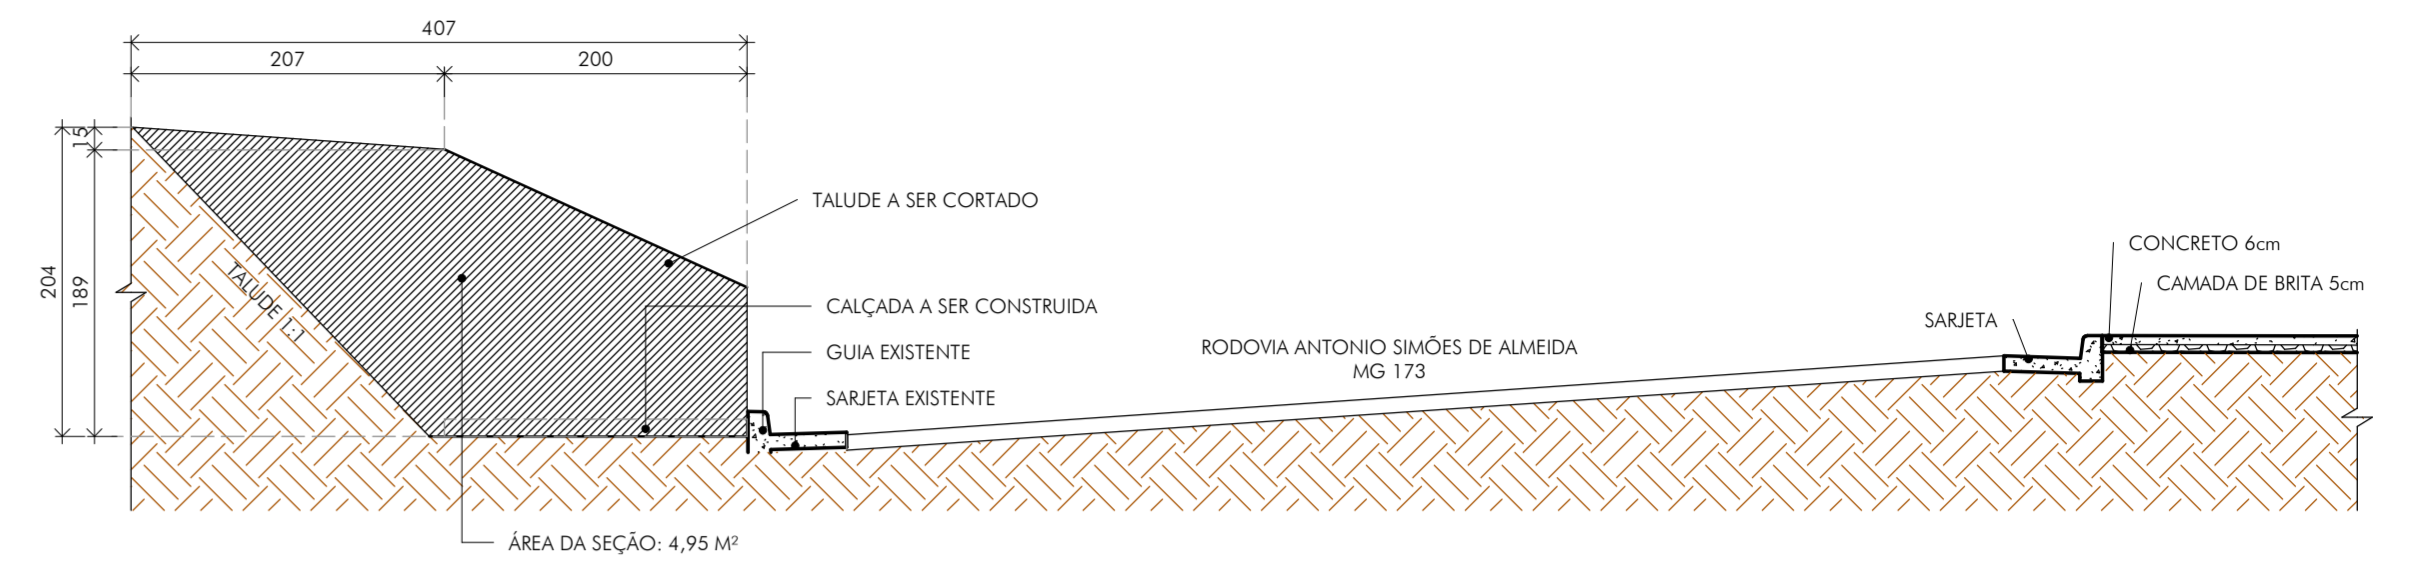 407
207
200
15
204
189
TALUDE 1:1
TALUDE A SER CORTADO
CALÇADA A SER CONSTRUIDA
GUIA EXISTENTE
SARJETA EXISTENTE
ÁREA DA SEÇÃO: 4,95 M²
RODOVIA ANTONIO SIMÕES DE ALMEIDA
MG 173
SARJETA
CONCRETO 6cm
CAMADA DE BRITA 5cm